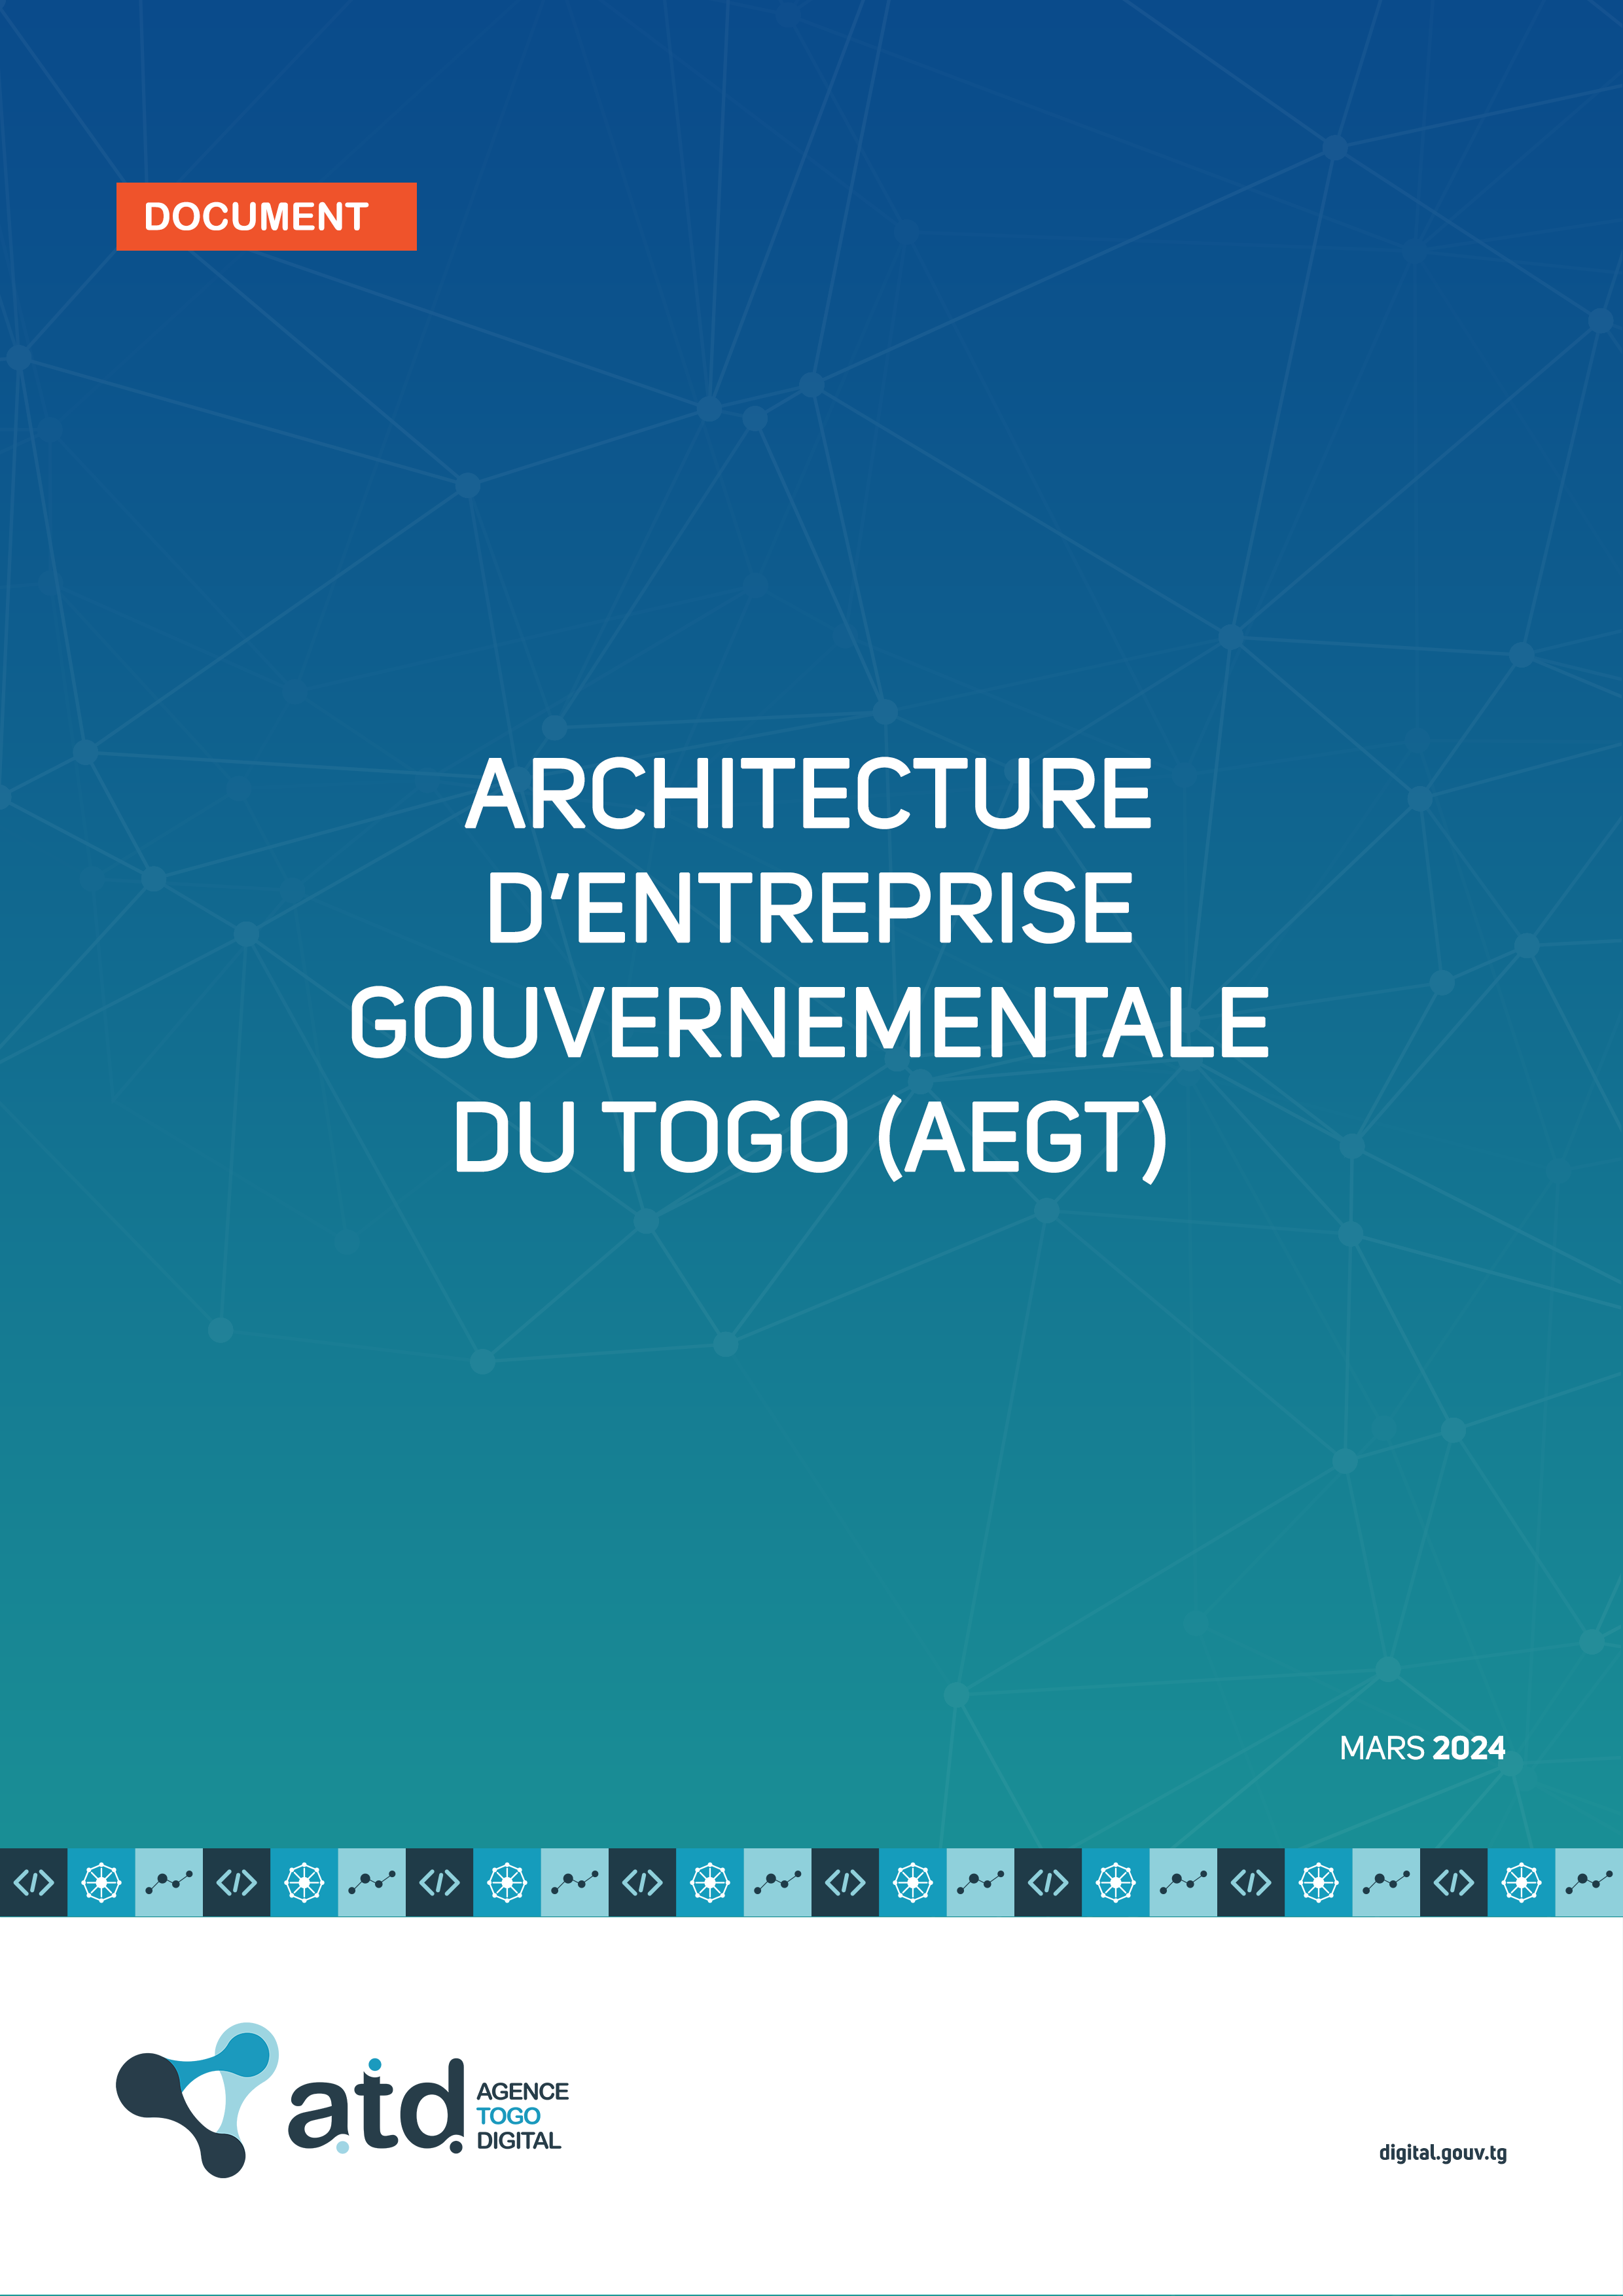 DOCUMENT
ARCHITECTURE
D'ENTREPRISE
GOUVERNEMENTALE
DU TOGO (AEGT)
MARS 2024
atd
AGENCE
TOGO
DIGITAL
digital.gouv.tg